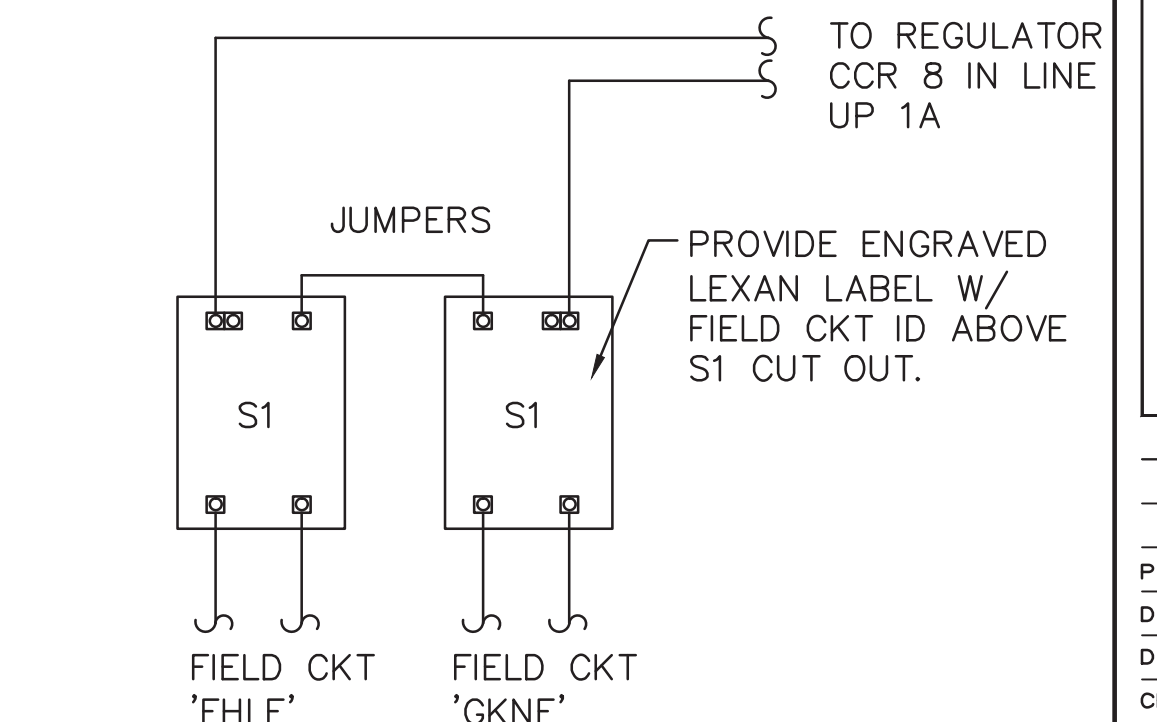 TO REGULATOR
CCR 8 IN LINE
UP 1A
JUMPERS
PROVIDE ENGRAVED
LEXAN LABEL W/
FIELD CKT ID ABOVE
S1 CUT OUT.
S1
S1
FIELD CKT
FIELD CKT
'GKNF'
P
D
D